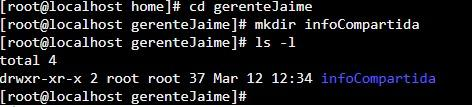 [root@localhost home]# cd gerenteJaime
[root@localhost gerenteJaime]# mkdir infoCompartida
[root@localhost gerenteJaime]# ls -l
total 4
drwxr-xr-x 2 root root 37 Mar 12 12:34 infoCompartida
[root@localhost gerenteJaime]#